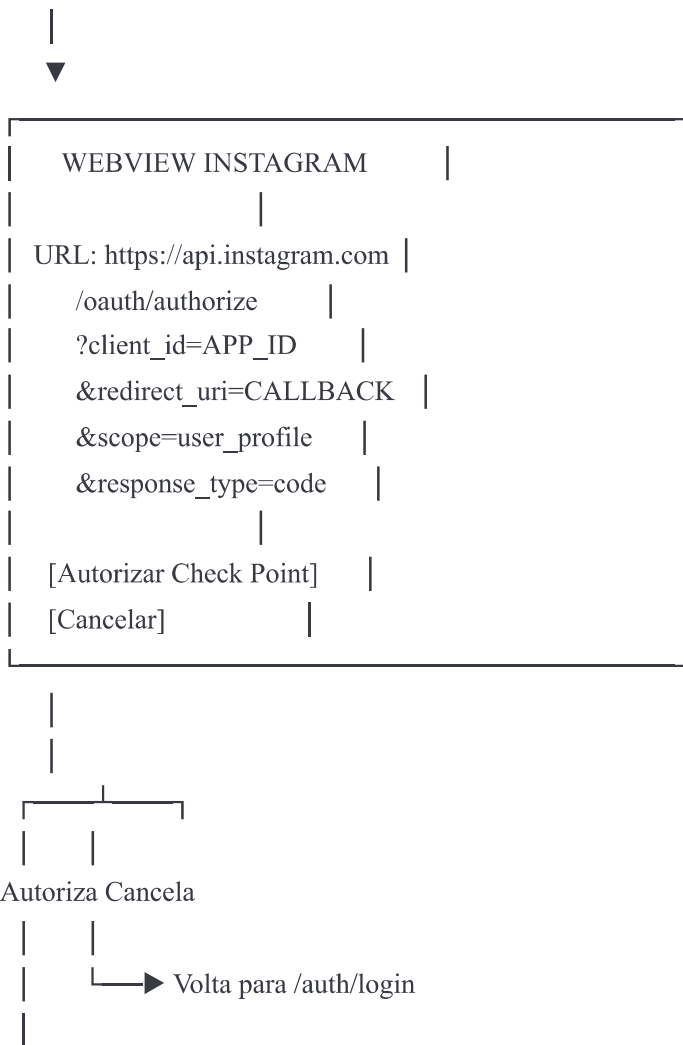 WEBVIEW INSTAGRAM
URL: https://api.instagram.com
/oauth/authorize
?client_id=APP_ID
&redirect_uri=CALLBACK
&scope=user_profile
&response_type=code
[Autorizar Check Point]
[Cancelar]
Autoriza Cancela
Volta para /auth/login